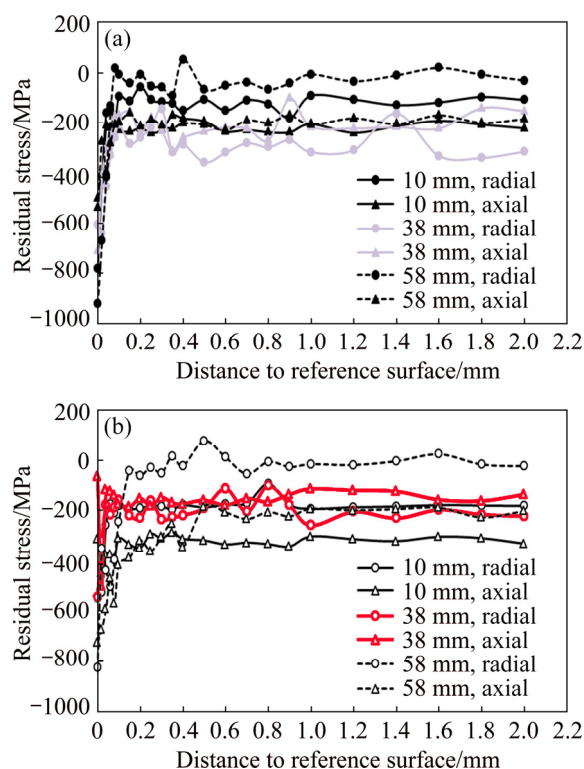 200
(a)
0
−200
−400
−600
−800
−1000
Residual stress/MPa
10 mm, radial
10 mm, axial
38 mm, radial
38 mm, axial
58 mm, radial
58 mm, axial
0 0.2 0.4 0.6 0.8 1.0 1.2 1.4 1.6 1.8 2.0 2.2
Distance to reference surface/mm
200
(b)
0
−200
−400
−600
−800
−1000
Residual stress/MPa
10 mm, radial
10 mm, axial
38 mm, radial
38 mm, axial
58 mm, radial
58 mm, axial
0 0.2 0.4 0.6 0.8 1.0 1.2 1.4 1.6 1.8 2.0 2.2
Distance to reference surface/mm